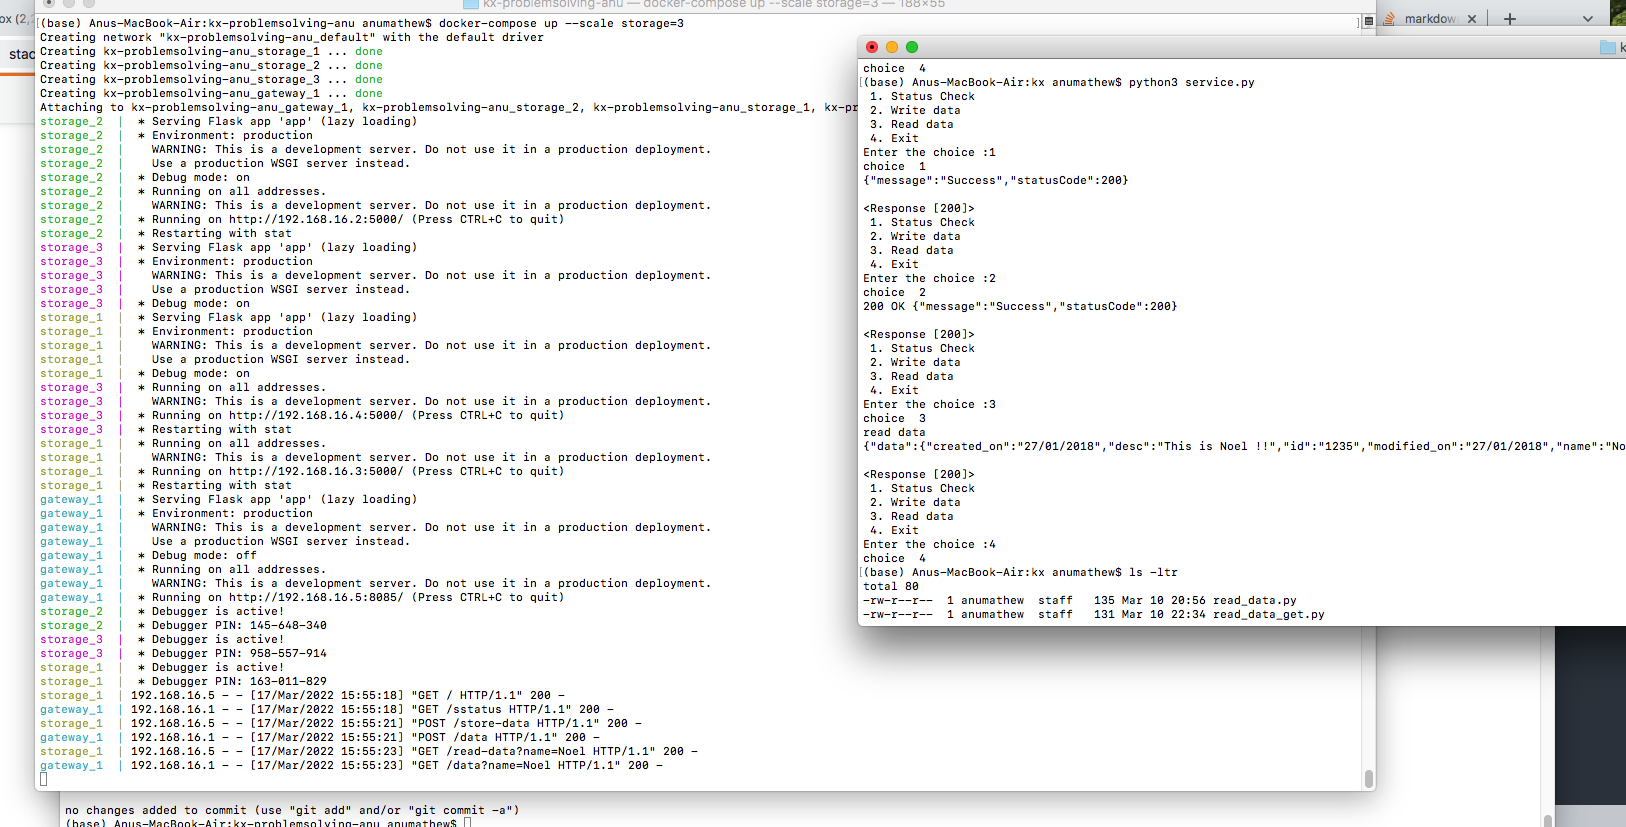 kx-problemsolving-anu — docker-compose up --scale storage=3 — 188×55
[(base) Anus-MacBook-Air:kx-problemsolving-anu anumathew$ docker-compose up --scale storage=3
Creating network "kx-problemsolving-anu_default" with the default driver
Creating kx-problemsolving-anu_storage_1 ... done
Creating kx-problemsolving-anu_storage_2 ... done
Creating kx-problemsolving-anu_storage_3 ... done
Creating kx-problemsolving-anu_gateway_1 ... done
Attaching to kx-problemsolving-anu_gateway_1, kx-problemsolving-anu_storage_2, kx-problemsolving-anu_storage_1, kx-pr
storage_2 | * Serving Flask app 'app' (lazy loading)
storage_2 | * Environment: production
storage_2 | WARNING: This is a development server. Do not use it in a production deployment.
storage_2 | Use a production WSGI server instead.
storage_2 | * Debug mode: on
storage_2 | * Running on all addresses.
storage_2 | WARNING: This is a development server. Do not use it in a production deployment.
storage_2 | * Running on http://192.168.16.2:5000/ (Press CTRL+C to quit)
storage_2 | * Restarting with stat
storage_3 | * Serving Flask app 'app' (lazy loading)
storage_3 | * Environment: production
storage_3 | WARNING: This is a development server. Do not use it in a production deployment.
storage_3 | Use a production WSGI server instead.
storage_3 | * Debug mode: on
storage_1 | * Serving Flask app 'app' (lazy loading)
storage_1 | * Environment: production
storage_1 | WARNING: This is a development server. Do not use it in a production deployment.
storage_1 | Use a production WSGI server instead.
storage_1 | * Debug mode: on
storage_3 | * Running on all addresses.
storage_3 | WARNING: This is a development server. Do not use it in a production deployment.
storage_3 | * Running on http://192.168.16.4:5000/ (Press CTRL+C to quit)
storage_3 | * Restarting with stat
storage_1 | * Running on all addresses.
storage_1 | WARNING: This is a development server. Do not use it in a production deployment.
storage_1 | * Running on http://192.168.16.3:5000/ (Press CTRL+C to quit)
storage_1 | * Restarting with stat
gateway_1 | * Serving Flask app 'app' (lazy loading)
gateway_1 | * Environment: production
gateway_1 | WARNING: This is a development server. Do not use it in a production deployment.
gateway_1 | Use a production WSGI server instead.
gateway_1 | * Debug mode: off
gateway_1 | * Running on all addresses.
gateway_1 | WARNING: This is a development server. Do not use it in a production deployment.
gateway_1 | * Running on http://192.168.16.5:8085/ (Press CTRL+C to quit)
storage_2 | * Debugger is active!
storage_2 | * Debugger PIN: 145-648-340
storage_3 | * Debugger is active!
storage_3 | * Debugger PIN: 958-557-914
storage_1 | * Debugger is active!
storage_1 | * Debugger PIN: 163-011-829
storage_1 | 192.168.16.5 - - [17/Mar/2022 15:55:18] "GET / HTTP/1.1" 200 -
gateway_1 | 192.168.16.1 - - [17/Mar/2022 15:55:18] "GET /sstatus HTTP/1.1" 200 -
storage_1 | 192.168.16.5 - - [17/Mar/2022 15:55:21] "POST /store-data HTTP/1.1" 200 -
gateway_1 | 192.168.16.1 - - [17/Mar/2022 15:55:21] "POST /data HTTP/1.1" 200 -
storage_1 | 192.168.16.5 - - [17/Mar/2022 15:55:23] "GET /read-data?name=Noel HTTP/1.1" 200 -
gateway_1 | 192.168.16.1 - - [17/Mar/2022 15:55:23] "GET /data?name=Noel HTTP/1.1" 200 -
no changes added to commit (use "git add" and/or "git commit -a")
(base) Anus-MacBook-Air:kx-problemsolving-anu anumathew$
ox (2,
stac
markdow
k
choice 4
[(base) Anus-MacBook-Air:kx anumathew$ python3 service.py
1. Status Check
2. Write data
3. Read data
4. Exit
Enter the choice :1
choice 1
{"message":"Success","statusCode":200}
<Response [200]>
1. Status Check
2. Write data
3. Read data
4. Exit
Enter the choice :2
choice 2
200 OK {"message":"Success","statusCode":200}
<Response [200]>
1. Status Check
2. Write data
3. Read data
4. Exit
Enter the choice :3
choice 3
read data
{"data":{"created_on":"27/01/2018","desc":"This is Noel !!","id":"1235","modified_on":"27/01/2018","name":"No
<Response [200]>
1. Status Check
2. Write data
3. Read data
4. Exit
Enter the choice :4
choice 4
[(base) Anus-MacBook-Air:kx anumathew$ ls -ltr
total 80
-rw-r--r-- 1 anumathew staff 135 Mar 10 20:56 read_data.py
-rw-r--r-- 1 anumathew staff 131 Mar 10 22:34 read_data_get.py